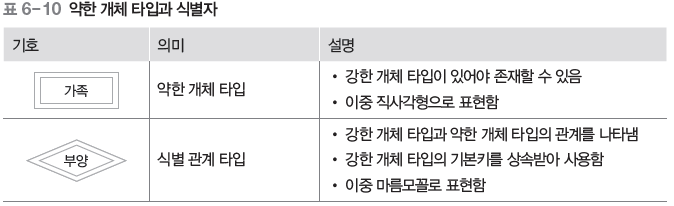 표 6-10 약한 개체 타입과 식별자
기호 의미 설명
가족 약한 개체 타입 • 강한 개체 타입이 있어야 존재할 수 있음
• 이중 직사각형으로 표현함
부양 식별 관계 타입 • 강한 개체 타입과 약한 개체 타입의 관계를 나타냄
• 강한 개체 타입의 기본키를 상속받아 사용함
• 이중 마름모꼴로 표현함